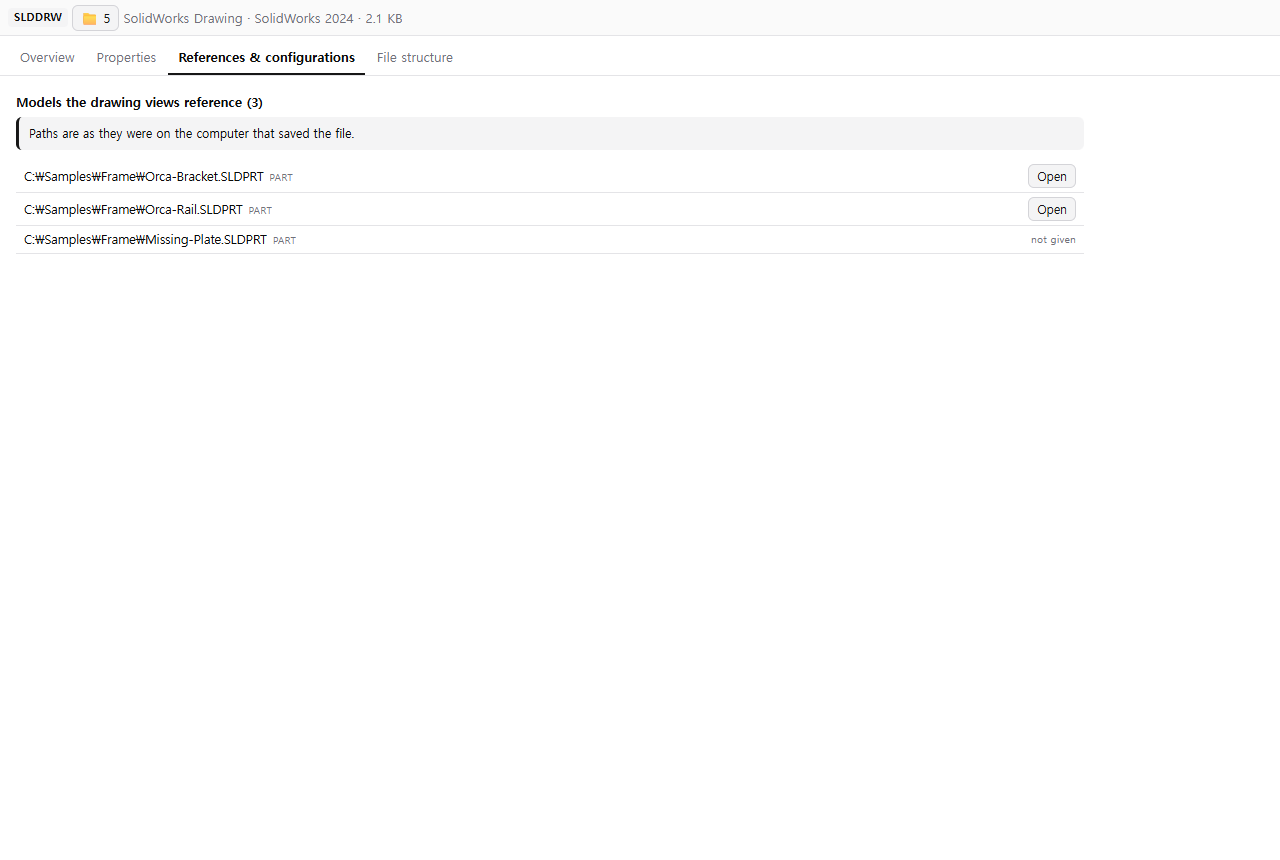 SLDDRW 5 SolidWorks Drawing · SolidWorks 2024 · 2.1 KB
Overview Properties References & configurations File structure
Models the drawing views reference (3)
Paths are as they were on the computer that saved the file.
C:₩Samples₩Frame₩Orca-Bracket.SLDPRT PART Open
C:₩Samples₩Frame₩Orca-Rail.SLDPRT PART Open
C:₩Samples₩Frame₩Missing-Plate.SLDPRT PART not given